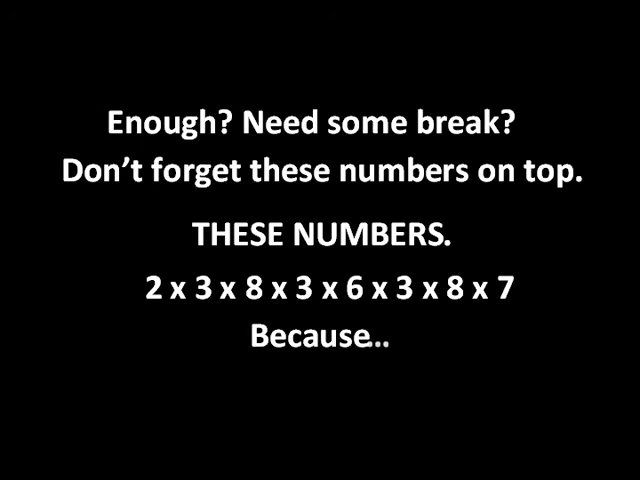 Enough? Need some break?
Don’t forget these numbers on top.
THESE NUMBERS.
2 x 3 x 8 x 3 x 6 x 3 x 8 x 7
Because...